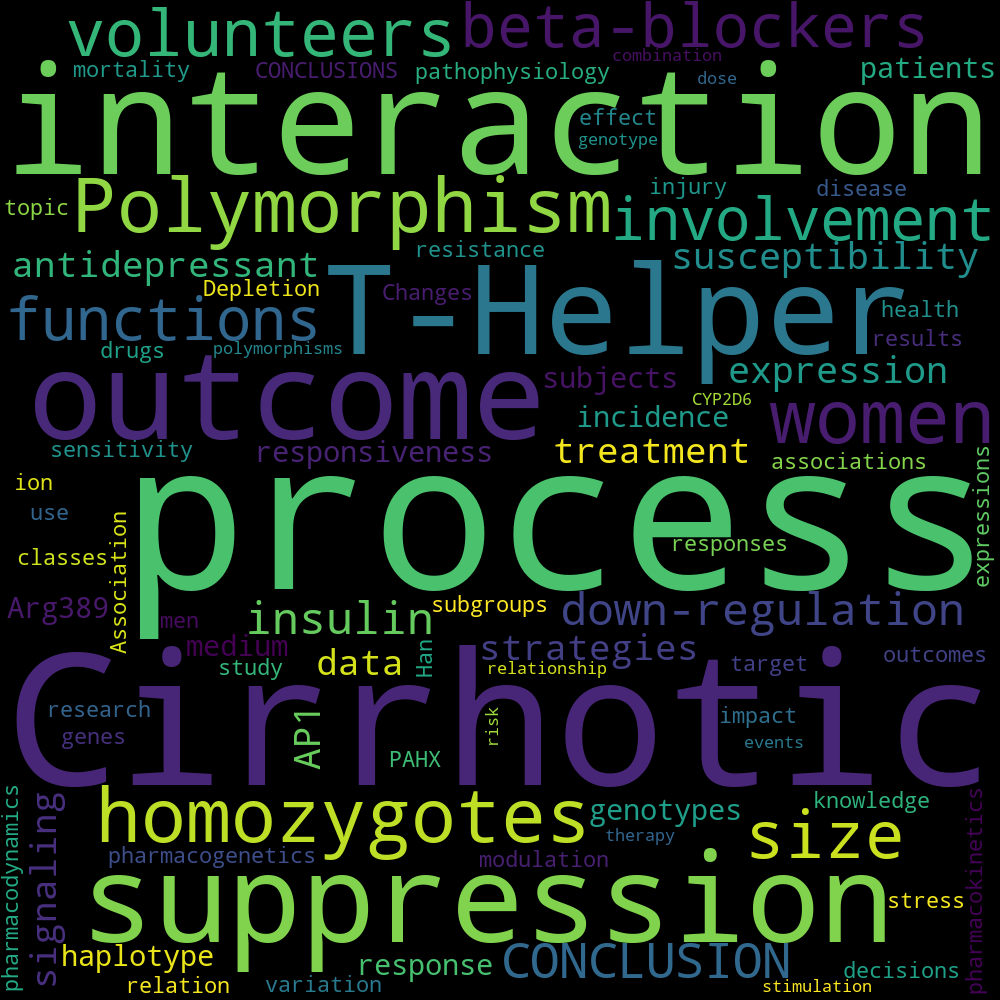 volunteers
beta-blockers
combination
mortality
CONCLUSIONS
pathophysiology
dose
patients
interaction
effect
genotype
topic
Polymorphism
injury
disease
involvement
resistance
antidepressant
T-Helper
susceptibility
Depletion
Changes
functions
health
drugs
polymorphisms
results
outcome
subjects
expression
CYP2D6
women
incidence
sensitivity
responsiveness
treatment
associations
ion
process
expressions
use
classes
Association
responses
Arg389
men
insulin
subgroups
down-regulation
medium
study
data
Han
strategies
relationship
target
outcomes
Cirrhotic
research
genes
AP1
PAHX
risk
impact
events
pharmacodynamics
signaling
homozygotes
genotypes
therapy
size
knowledge
pharmacokinetics
pharmacogenetics
modulation
suppression
stress
haplotype
response
CONCLUSION
decisions
relation
variation
stimulation